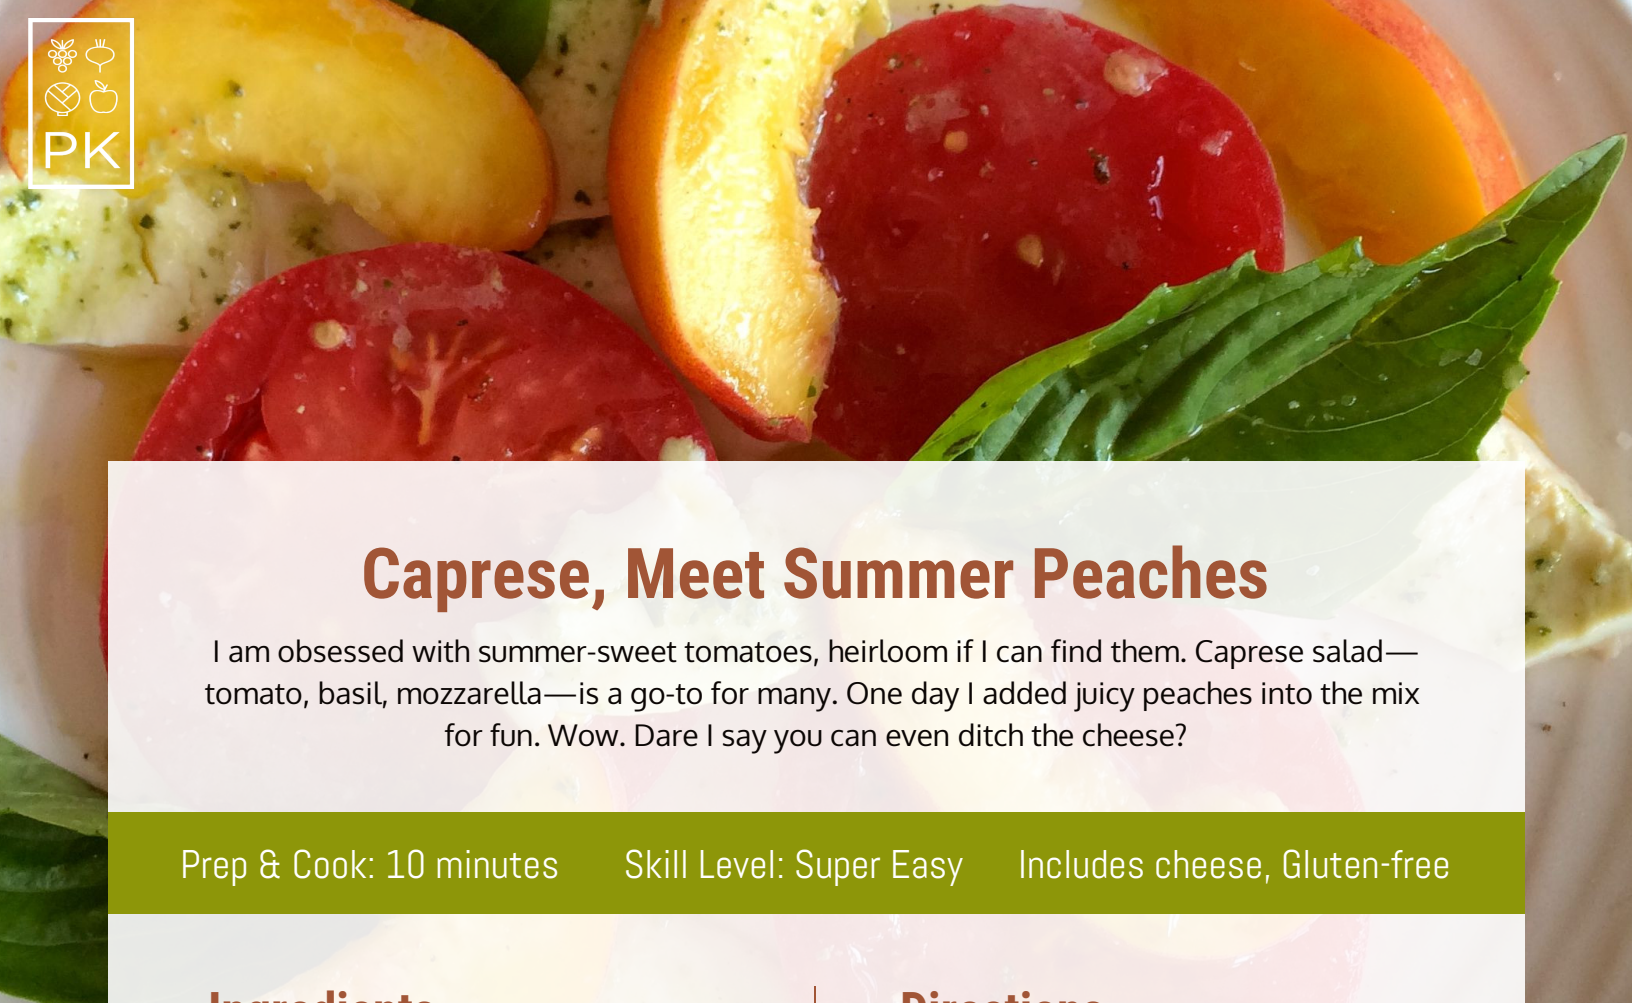 PK
Caprese, Meet Summer Peaches
I am obsessed with summer-sweet tomatoes, heirloom if I can find them. Caprese salad—
tomato, basil, mozzarella—is a go-to for many. One day I added juicy peaches into the mix
for fun. Wow. Dare I say you can even ditch the cheese?
Prep & Cook: 10 minutes Skill Level: Super Easy Includes cheese, Gluten-free
Ingredients Directions